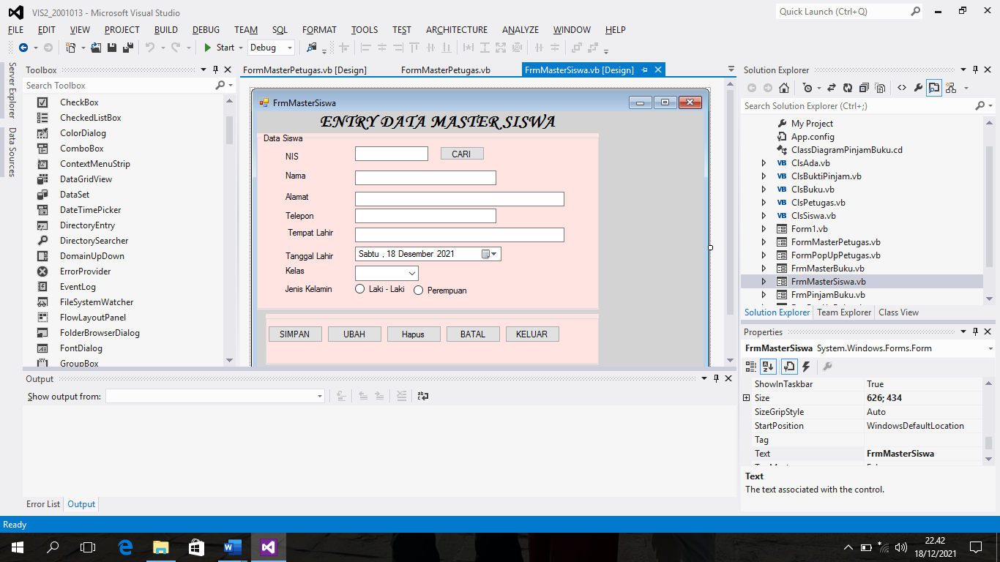 VIS2_2001013 - Microsoft Visual Studio
Quick Launch (Ctrl+Q)
FILE EDIT VIEW PROJECT BUILD DEBUG TEAM SQL FORMAT TOOLS TEST ARCHITECTURE ANALYZE WINDOW HELP
Start Debug
Server Explorer
Data Sources
Toolbox
Search Toolbox
CheckBox
CheckedListBox
ColorDialog
ComboBox
ContextMenuStrip
DataGridView
DataSet
DateTimePicker
DirectoryEntry
DirectorySearcher
DomainUpDown
ErrorProvider
EventLog
FileSystemWatcher
FlowLayoutPanel
FolderBrowserDialog
FontDialog
GroupBox
FormMasterPetugas.vb [Design] FormMasterPetugas.vb FrmMasterSiswa.vb [Design]
FrmMasterSiswa
ENTRY DATA MASTER SISWA
Data Siswa
NIS CARI
Nama
Alamat
Telepon
Tempat Lahir
Tanggal Lahir Sabtu , 18 Desember 2021
Kelas
Jenis Kelamin Laki - Laki Perempuan
SIMPAN UBAH Hapus BATAL KELUAR
Output
Show output from:
Error List Output
Solution Explorer
Search Solution Explorer (Ctrl+;)
My Project
App.config
ClassDiagramPinjamBuku.cd
VB ClsAda.vb
VB ClsBuktiPinjam.vb
VB ClsBuku.vb
VB ClsPetugas.vb
VB ClsSiswa.vb
Form1.vb
FormMasterPetugas.vb
FormPopUpPetugas.vb
FrmMasterBuku.vb
FrmMasterSiswa.vb
FrmPinjamBuku.vb
Solution Explorer Team Explorer Class View
Properties
FrmMasterSiswa System.Windows.Forms.Form
ShowInTaskbar True
Size 626; 434
SizeGripStyle Auto
StartPosition WindowsDefaultLocation
Tag
Text FrmMasterSiswa
Text
The text associated with the control.
Ready
22.42
18/12/2021